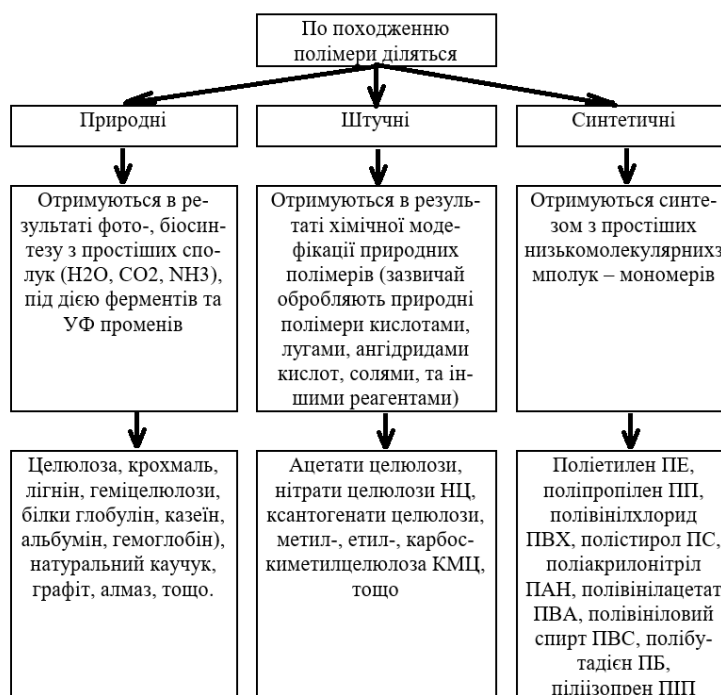 По походженню
полімери діляться
Природні
Штучні
Синтетичні
Отримуються в ре-
зультаті фото-, біосин-
тезу з простіших спо-
лук (H2O, CO2, NH3),
під дією ферментів та
УФ променів
Отримуються в резуль-
таті хімічної моде-
фікації природних
полімерів (зазвичай
обробляють природні
полімери кислотами,
лугами, ангідридами
кислот, солями, та ін-
шими реагентами)
Отримуються синте-
зом з простіших
низькомолекулярнихз
мполук – мономерів
Целюлоза, крохмаль,
лігнін, геміцелюлози,
білки глобулін, казеїн,
альбумін, гемоглобін),
натуральний каучук,
графіт, алмаз, тощо.
Ацетати целюлози,
нітрати целюлози НЦ,
ксантогенати целюлози,
метил-, етил-, карбос-
киметилцелюлоза КМЦ,
тощо
Поліетилен ПЕ,
поліпропілен ПП,
полівінілхлорид
ПВХ, полістирол ПС,
поліакрилонітріл
ПАН, полівінілацетат
ПВА, полівініловий
спирт ПВС, полібу-
тадієн ПБ,
піліізопрен ПІП